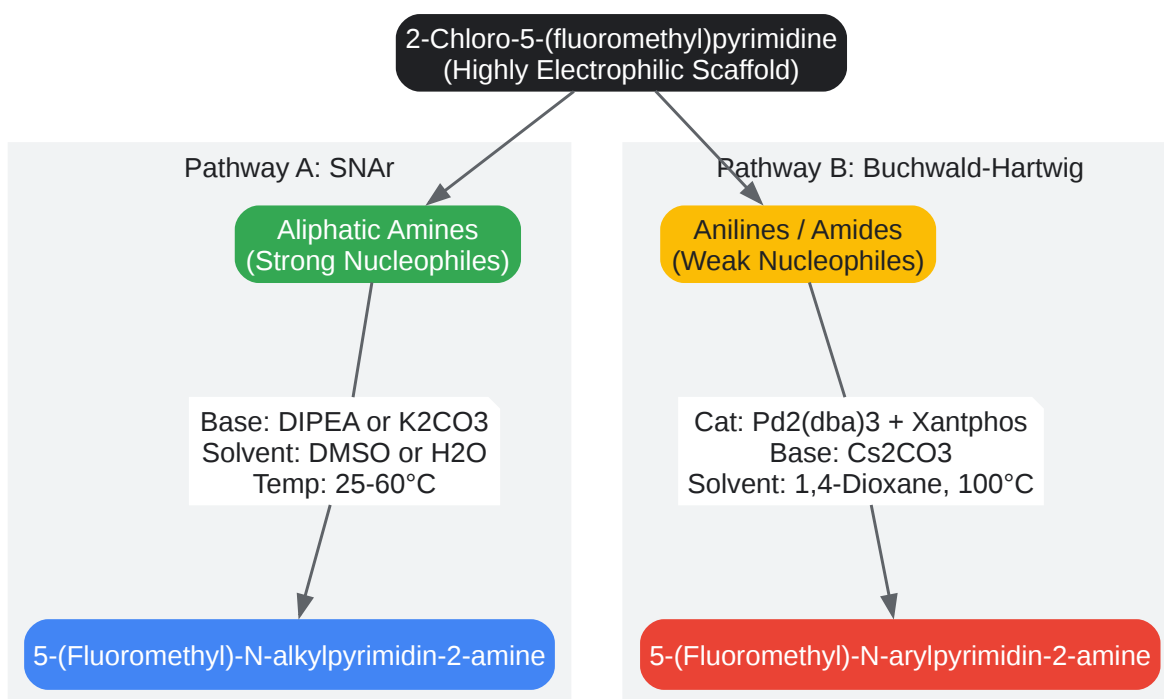 2-Chloro-5-(fluoromethyl)pyrimidine
(Highly Electrophilic Scaffold)
Pathway A: SNAr
Aliphatic Amines
(Strong Nucleophiles)
Base: DIPEA or K2CO3
Solvent: DMSO or H2O
Temp: 25-60°C
5-(Fluoromethyl)-N-alkylpyrimidin-2-amine
Pathway B: Buchwald-Hartwig
Anilines / Amides
(Weak Nucleophiles)
Cat: Pd2(dba)3 + Xantphos
Base: Cs2CO3
Solvent: 1,4-Dioxane, 100°C
5-(Fluoromethyl)-N-arylpyrimidin-2-amine